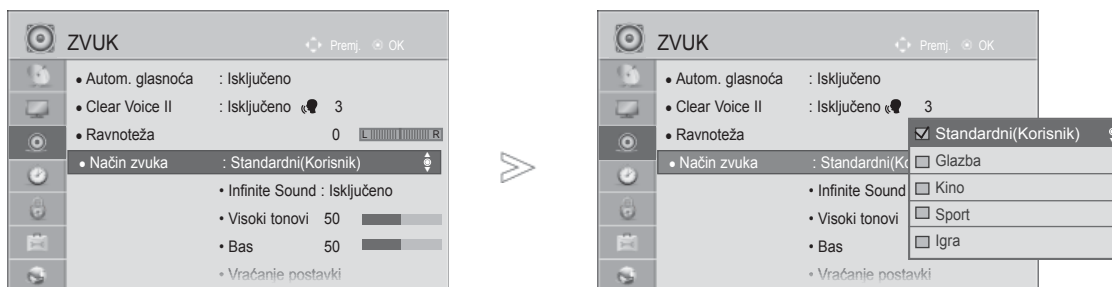 ZVUK
Premj. OK
• Autom. glasnoća : Isključeno
• Clear Voice II : Isključeno 3
• Ravnoteža 0 L R
• Način zvuka : Standardni(Korisnik)
• Infinite Sound : Isključeno
• Visoki tonovi 50
• Bas 50
• Vraćanje postavki
ZVUK
Premj. OK
• Autom. glasnoća : Isključeno
• Clear Voice II : Isključeno 3
• Ravnoteža
• Način zvuka : Standardni(Ko
• Infinite Sound
• Visoki tonovi
• Bas
• Vraćanje postavki
Standardni(Korisnik)
Glazba
Kino
Sport
Igra